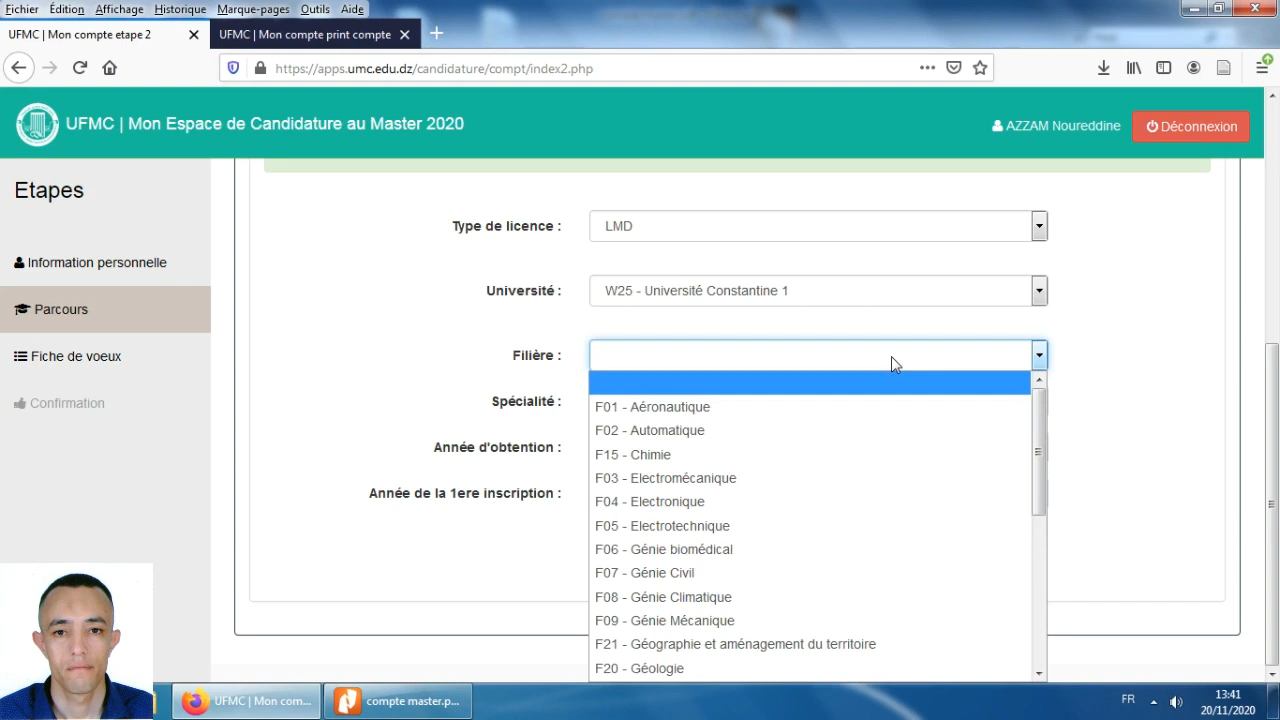 Fichier Édition Affichage Historique Marque-pages Outils Aide
UFMC | Mon compte etape 2
UFMC | Mon compte print compte
https://apps.umc.edu.dz/candidature/compt/index2.php
UFMC | Mon Espace de Candidature au Master 2020
AZZAM Noureddine
Déconnexion
Etapes
Information personnelle
Parcours
Fiche de voeux
Confirmation
Type de licence :
LMD
Université :
W25 - Université Constantine 1
Filière :
Spécialité :
Année d'obtention :
Année de la 1ere inscription :
F01 - Aéronautique
F02 - Automatique
F15 - Chimie
F03 - Electromécanique
F04 - Electronique
F05 - Electrotechnique
F06 - Génie biomédical
F07 - Génie Civil
F08 - Génie Climatique
F09 - Génie Mécanique
F21 - Géographie et aménagement du territoire
F20 - Géologie
UFMC | Mon com...
compte master.p...
FR
13:41
20/11/2020